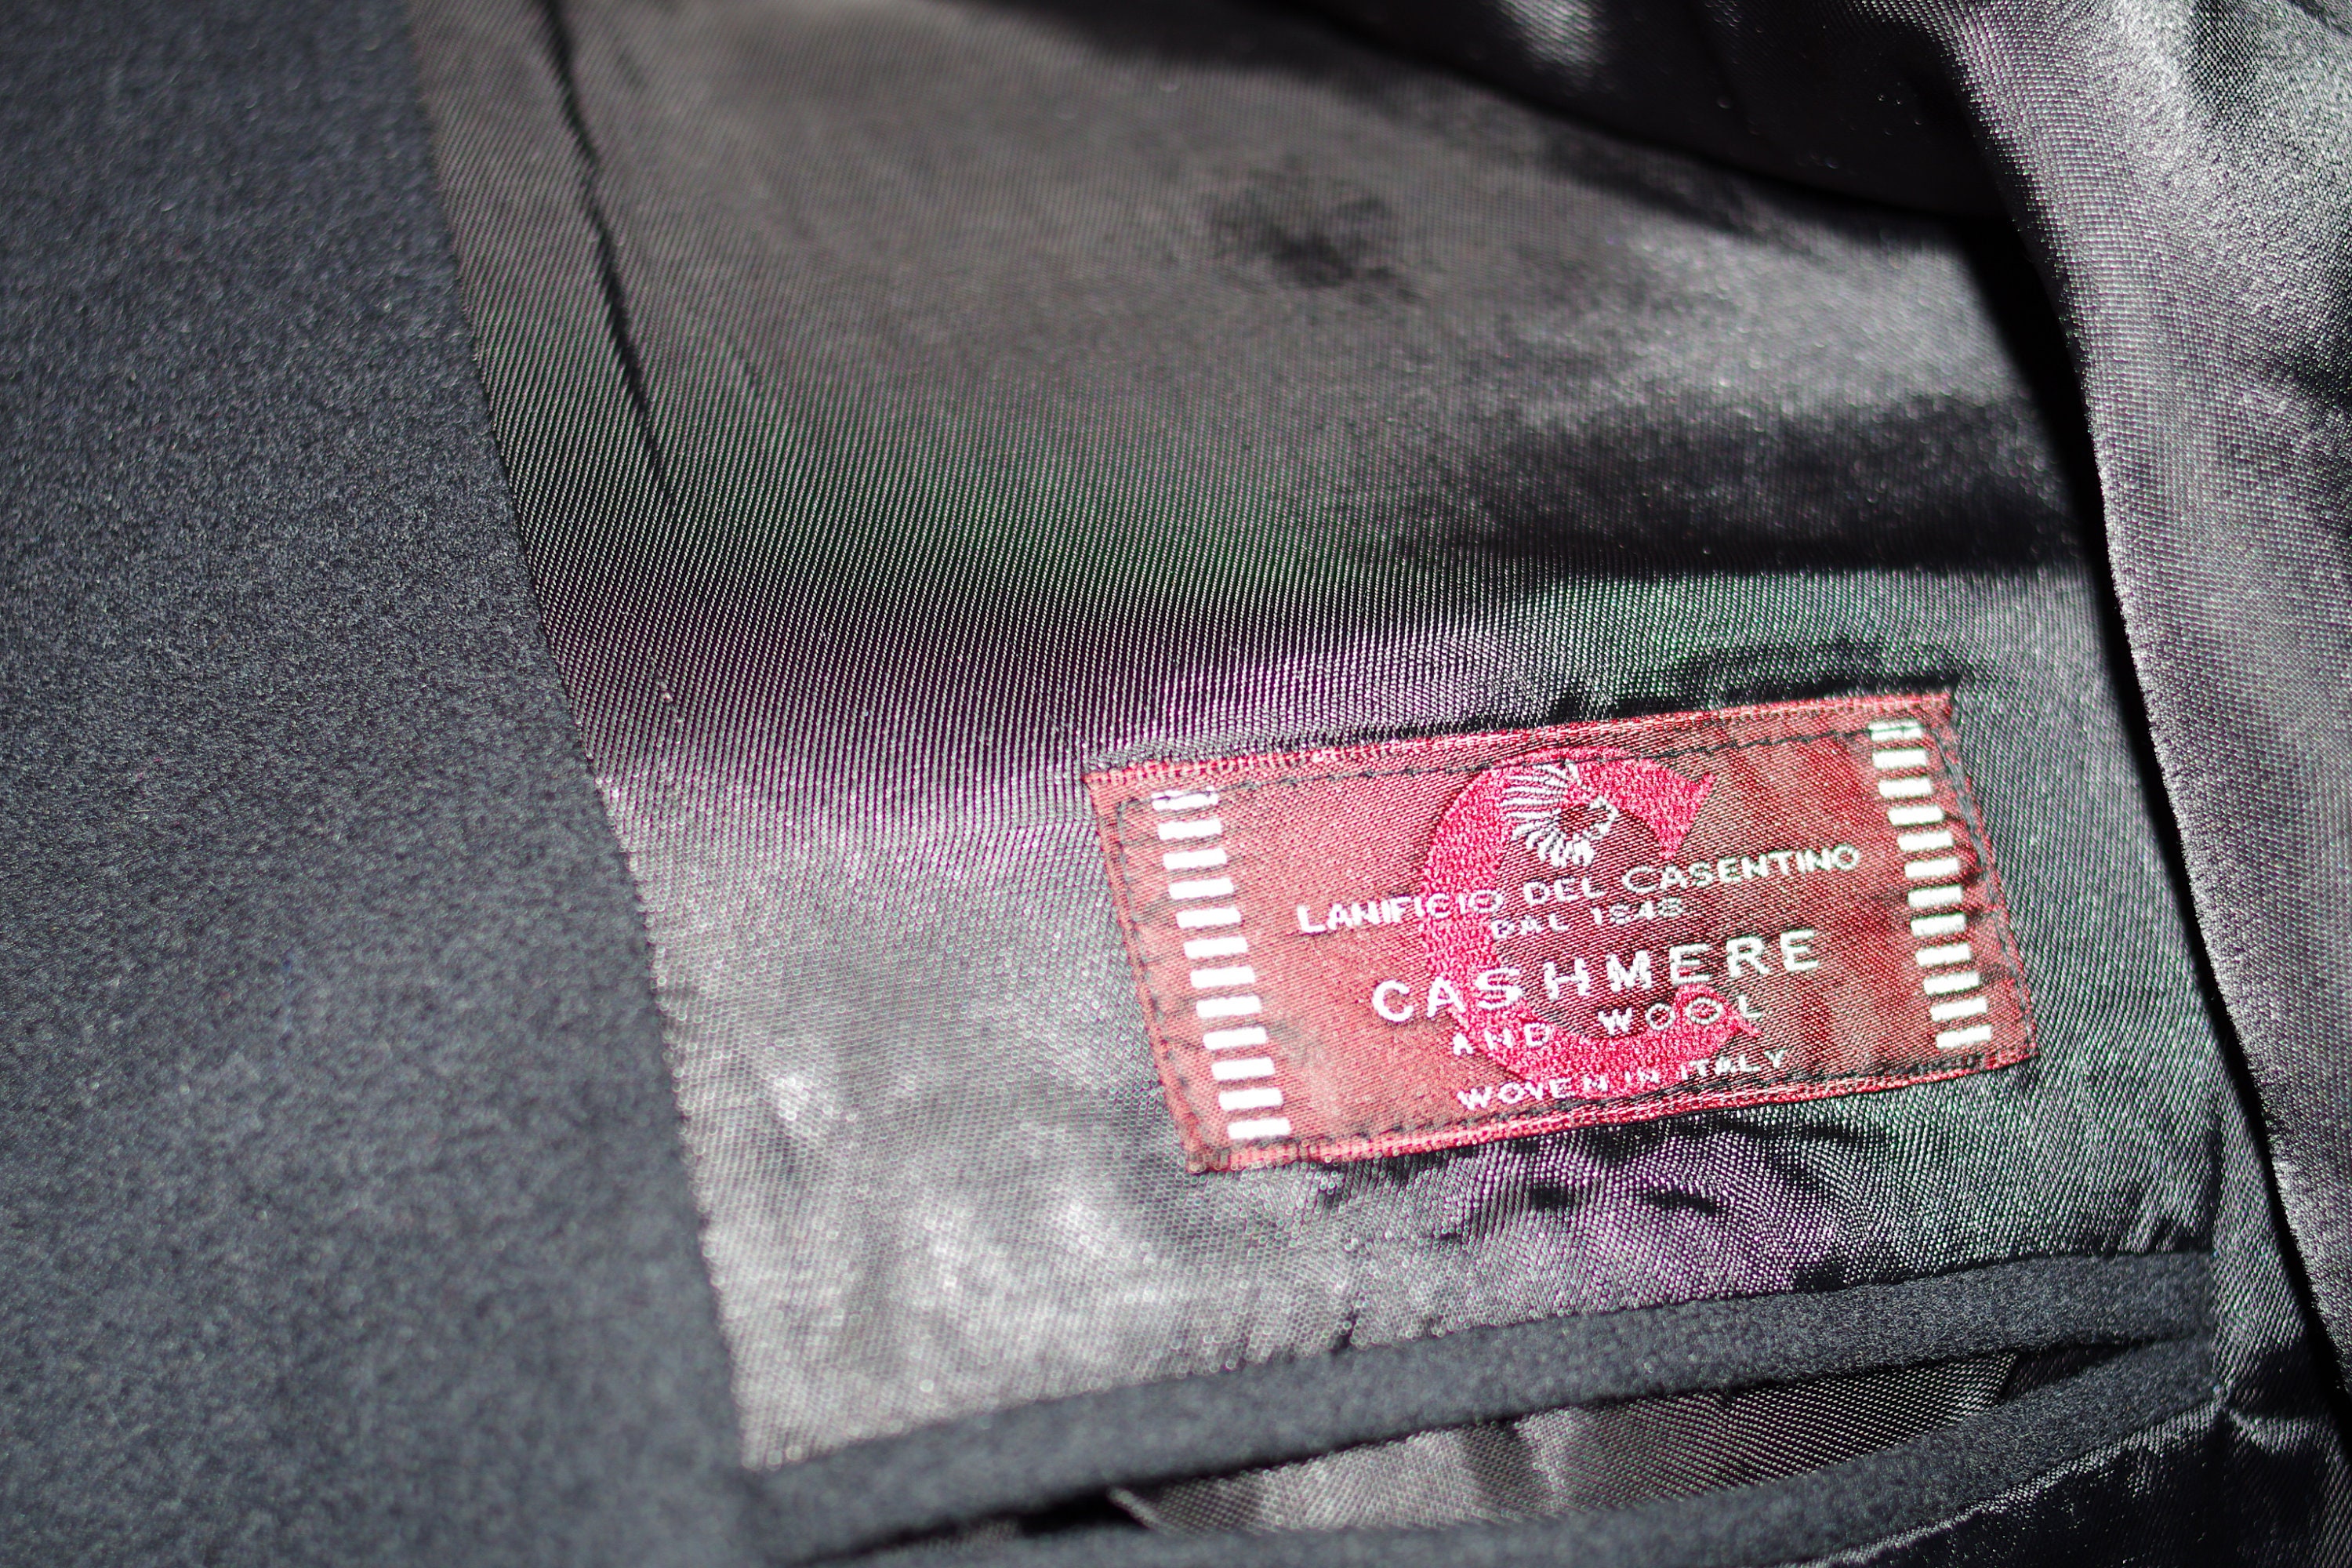 LANIFICIO DEL CASENTINO
DAL 1848
CASHMERE
AND WOOL
WOVEN IN ITALY